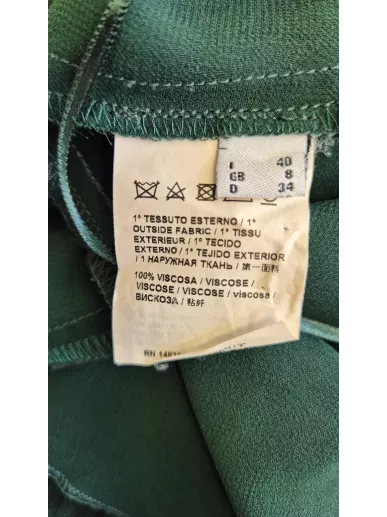 I 40
GB 8
D 34
1° TESSUTO ESTERNO / 1°
OUTSIDE FABRIC / 1° TISSU
EXTERIEUR / 1° TECIDO
EXTERNO / 1° TEJIDO EXTERIOR
/ 1 НАРУЖНАЯ ТКАНЬ / 第一面料
100% VISCOSA / VISCOSE /
VISCOSE / VISCOSE / viscosa /
ВИСКОЗА / 粘纤
RN